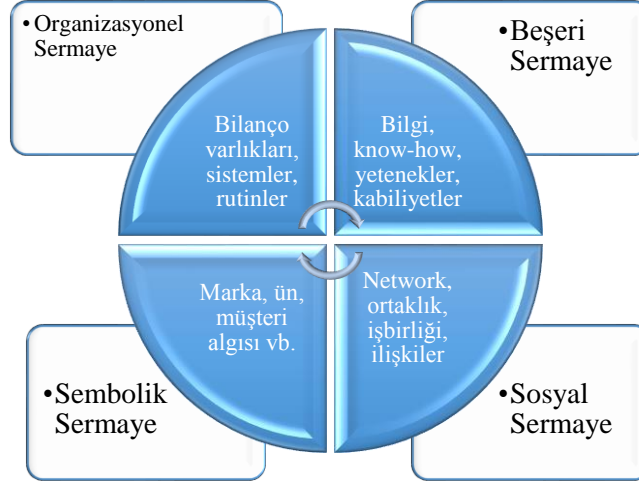 •Organizasyonel
Sermaye
•Beşeri
Sermaye
Bilanço
varlıkları,
sistemler,
rutinler
Bilgi,
know-how,
yetenekler,
kabiliyetler
Marka, ün,
müşteri
algısı vb.
Network,
ortaklık,
işbirliği,
ilişkiler
•Sembolik
Sermaye
•Sosyal
Sermaye